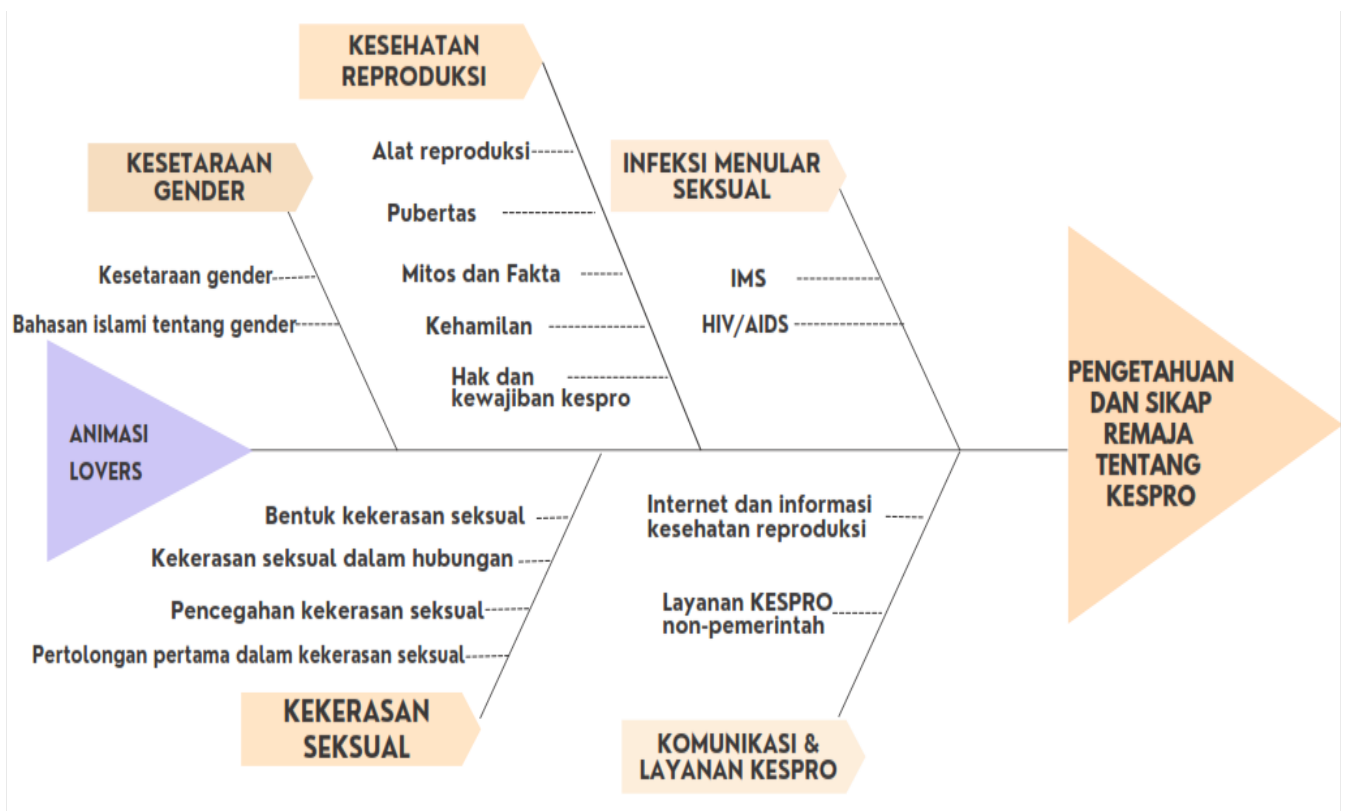 KESEHATAN
REPRODUKSI
Alat reproduksi
Pubertas
Mitos dan Fakta
Kehamilan
Hak dan
kewajiban kespro
KESETARAAN
GENDER
Kesetaraan gender
Bahasan islami tentang gender
INFEKSI MENULAR
SEKSUAL
IMS
HIV/AIDS
ANIMASI
LOVERS
PENGETAHUAN
DAN SIKAP
REMAJA
TENTANG
KESPRO
Bentuk kekerasan seksual
Kekerasan seksual dalam hubungan
Pencegahan kekerasan seksual
Pertolongan pertama dalam kekerasan seksual
KEKERASAN
SEKSUAL
Internet dan informasi
kesehatan reproduksi
Layanan KESPRO
non-pemerintah
KOMUNIKASI &
LAYANAN KESPRO